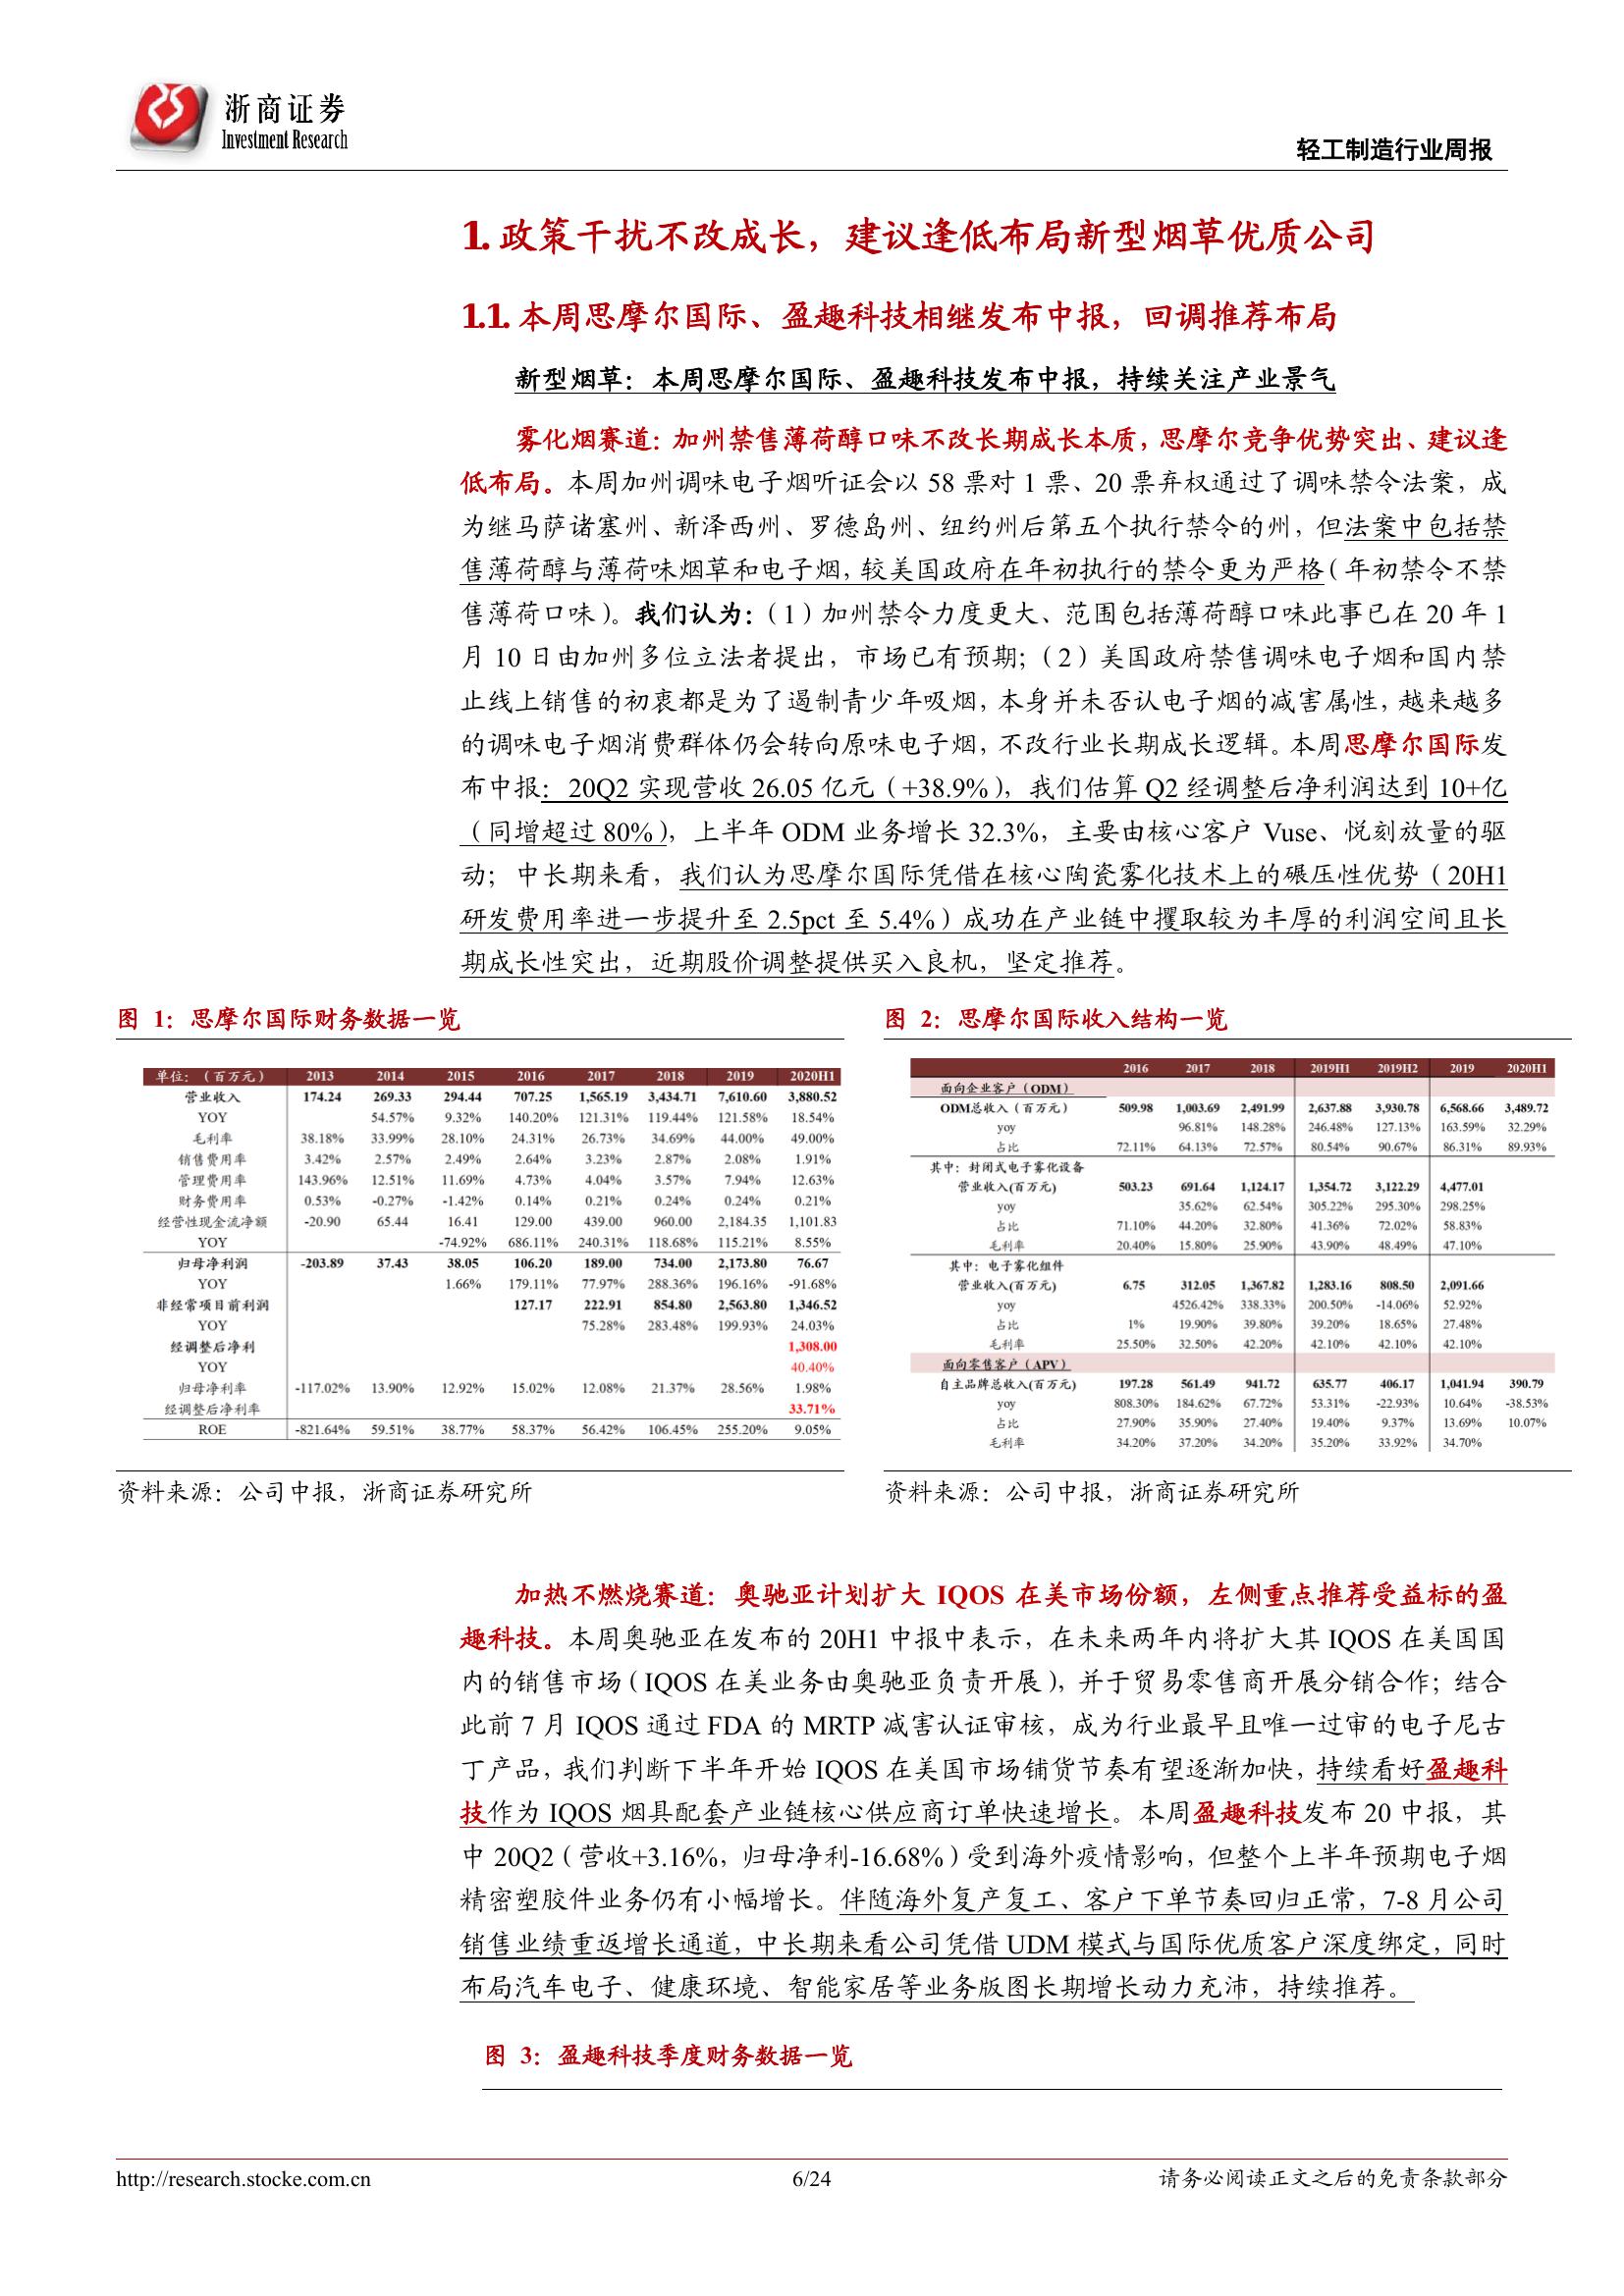 浙商证券
Investment Research
轻工制造行业周报
1. 政策干扰不改成长，建议逢低布局新型烟草优质公司
1.1. 本周思摩尔国际、盈趣科技相继发布中报，回调推荐布局
新型烟草：本周思摩尔国际、盈趣科技发布中报，持续关注产业景气
雾化烟赛道：加州禁售薄荷醇口味不改长期成长本质，思摩尔竞争优势突出、建议逢
低布局。本周加州调味电子烟听证会以 58 票对 1 票、20 票弃权通过了调味禁令法案，成
为继马萨诸塞州、新泽西州、罗德岛州、纽约州后第五个执行禁令的州，但法案中包括禁
售薄荷醇与薄荷味烟草和电子烟，较美国政府在年初执行的禁令更为严格（年初禁令不禁
售薄荷口味）。我们认为：（1）加州禁令力度更大、范围包括薄荷醇口味此事已在 20 年 1
月 10 日由加州多位立法者提出，市场已有预期；（2）美国政府禁售调味电子烟和国内禁
止线上销售的初衷都是为了遏制青少年吸烟，本身并未否认电子烟的减害属性，越来越多
的调味电子烟消费群体仍会转向原味电子烟，不改行业长期成长逻辑。本周思摩尔国际发
布中报：20Q2 实现营收 26.05 亿元（+38.9%），我们估算 Q2 经调整后净利润达到 10+亿
（同增超过 80%），上半年 ODM 业务增长 32.3%，主要由核心客户 Vuse、悦刻放量的驱
动；中长期来看，我们认为思摩尔国际凭借在核心陶瓷雾化技术上的碾压性优势（20H1
研发费用率进一步提升至 2.5pct 至 5.4%）成功在产业链中攫取较为丰厚的利润空间且长
期成长性突出，近期股价调整提供买入良机，坚定推荐。
图 1：思摩尔国际财务数据一览
单位：（百万元） 2013 2014 2015 2016 2017 2018 2019 2020H1
营业收入 174.24 269.33 294.44 707.25 1,565.19 3,434.71 7,610.60 3,880.52
YOY 54.57% 9.32% 140.20% 121.31% 119.44% 121.58% 18.54%
毛利率 38.18% 33.99% 28.10% 24.31% 26.73% 34.69% 44.00% 49.00%
销售费用率 3.42% 2.57% 2.49% 2.64% 3.23% 2.87% 2.08% 1.91%
管理费用率 143.96% 12.51% 11.69% 4.73% 4.04% 3.57% 7.94% 12.63%
财务费用率 0.53% -0.27% -1.42% 0.14% 0.21% 0.24% 0.24% 0.21%
经营性现金流净额 -20.90 65.44 16.41 129.00 439.00 960.00 2,184.35 1,101.83
YOY -74.92% 686.11% 240.31% 118.68% 115.21% 8.55%
归母净利润 -203.89 37.43 38.05 106.20 189.00 734.00 2,173.80 76.67
YOY 1.66% 179.11% 77.97% 288.36% 196.16% -91.68%
非经常项目前利润 127.17 222.91 854.80 2,563.80 1,346.52
YOY 75.28% 283.48% 199.93% 24.03%
经调整后净利 1,308.00
YOY 40.40%
归母净利率 -117.02% 13.90% 12.92% 15.02% 12.08% 21.37% 28.56% 1.98%
经调整后净利率 33.71%
ROE -821.64% 59.51% 38.77% 58.37% 56.42% 106.45% 255.20% 9.05%
资料来源：公司中报，浙商证券研究所
图 2：思摩尔国际收入结构一览
2016 2017 2018 2019H1 2019H2 2019 2020H1
面向企业客户（ODM）
ODM总收入（百万元） 509.98 1,003.69 2,491.99 2,637.88 3,930.78 6,568.66 3,489.72
yoy 96.81% 148.28% 246.48% 127.13% 163.59% 32.29%
占比 72.11% 64.13% 72.57% 80.54% 90.67% 86.31% 89.93%
其中：封闭式电子雾化设备
营业收入(百万元) 503.23 691.64 1,124.17 1,354.72 3,122.29 4,477.01
yoy 35.62% 62.54% 305.22% 295.30% 298.25%
占比 71.10% 44.20% 32.80% 41.36% 72.02% 58.83%
毛利率 20.40% 15.80% 25.90% 43.90% 48.49% 47.10%
其中：电子雾化组件
营业收入(百万元) 6.75 312.05 1,367.82 1,283.16 808.50 2,091.66
yoy 4526.42% 338.33% 200.50% -14.06% 52.92%
占比 1% 19.90% 39.80% 39.20% 18.65% 27.48%
毛利率 25.50% 32.50% 42.20% 42.10% 42.10% 42.10%
面向零售客户（APV）
自主品牌总收入(百万元) 197.28 561.49 941.72 635.77 406.17 1,041.94 390.79
yoy 808.30% 184.62% 67.72% 53.31% -22.93% 10.64% -38.53%
占比 27.90% 35.90% 27.40% 19.40% 9.37% 13.69% 10.07%
毛利率 34.20% 37.20% 34.20% 35.20% 33.92% 34.70%
资料来源：公司中报，浙商证券研究所
加热不燃烧赛道：奥驰亚计划扩大 IQOS 在美市场份额，左侧重点推荐受益标的盈
趣科技。本周奥驰亚在发布的 20H1 中报中表示，在未来两年内将扩大其 IQOS 在美国国
内的销售市场（IQOS 在美业务由奥驰亚负责开展），并于贸易零售商开展分销合作；结合
此前 7 月 IQOS 通过 FDA 的 MRTP 减害认证审核，成为行业最早且唯一过审的电子尼古
丁产品，我们判断下半年开始 IQOS 在美国市场铺货节奏有望逐渐加快，持续看好盈趣科
技作为 IQOS 烟具配套产业链核心供应商订单快速增长。本周盈趣科技发布 20 中报，其
中 20Q2（营收+3.16%，归母净利-16.68%）受到海外疫情影响，但整个上半年预期电子烟
精密塑胶件业务仍有小幅增长。伴随海外复产复工、客户下单节奏回归正常，7-8 月公司
销售业绩重返增长通道，中长期来看公司凭借 UDM 模式与国际优质客户深度绑定，同时
布局汽车电子、健康环境、智能家居等业务版图长期增长动力充沛，持续推荐。
图 3：盈趣科技季度财务数据一览
http://research.stocke.com.cn
6/24
请务必阅读正文之后的免责条款部分